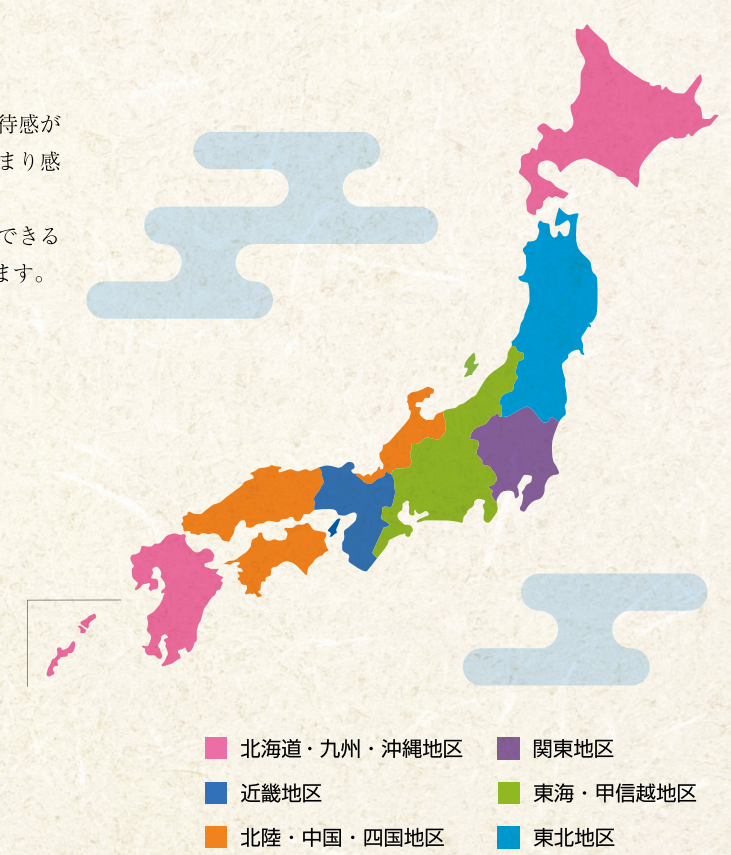 待感が
まり感
できる
ます。
北海道・九州・沖縄地区
近畿地区
北陸・中国・四国地区
関東地区
東海・甲信越地区
東北地区